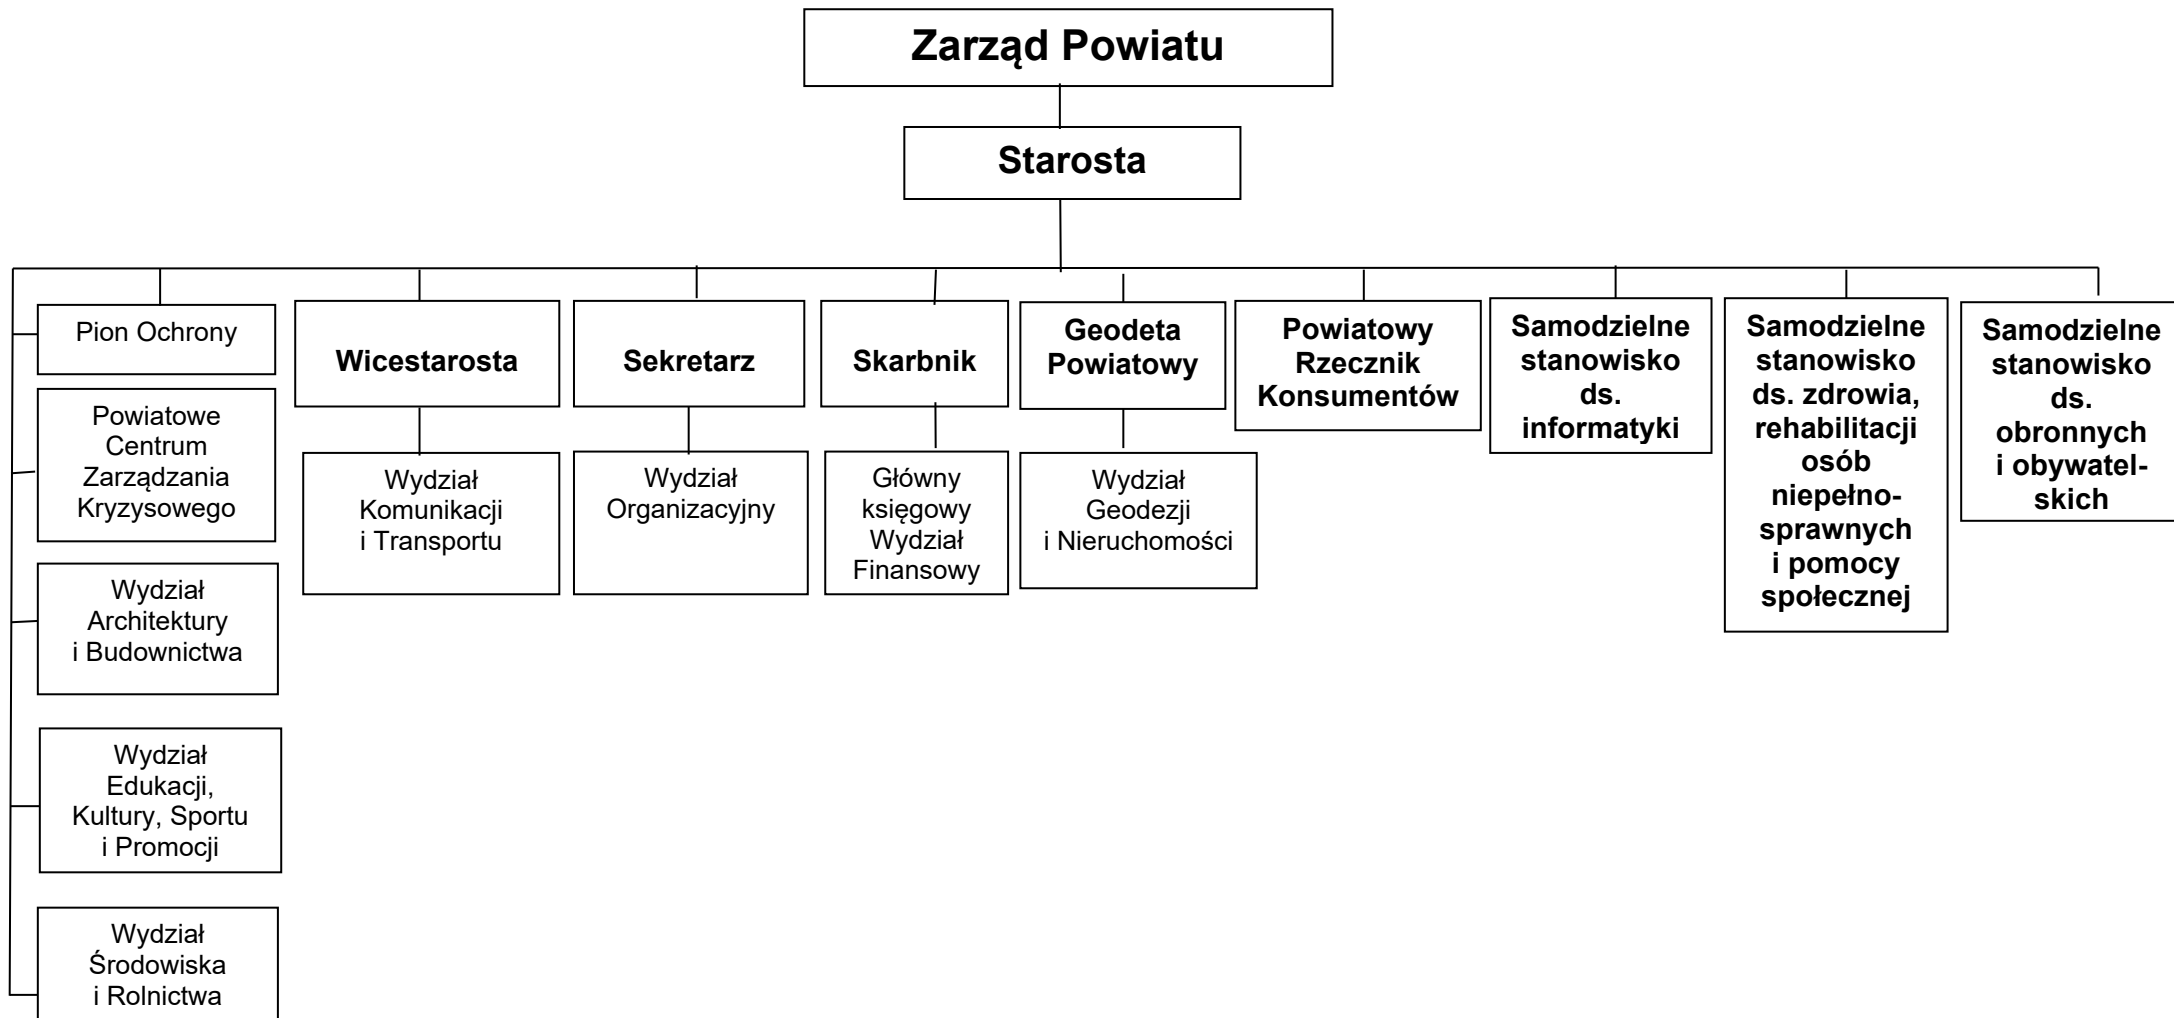 Zarząd Powiatu
Starosta
Pion Ochrony
Powiatowe
Centrum
Zarządzania
Kryzysowego
Wydział
Architektury
i Budownictwa
Wydział
Edukacji,
Kultury, Sportu
i Promocji
Wydział
Środowiska
i Rolnictwa
Wicestarosta
Wydział
Komunikacji
i Transportu
Sekretarz
Wydział
Organizacyjny
Skarbnik
Główny
księgowy
Wydział
Finansowy
Geodeta
Powiatowy
Wydział
Geodezji
i Nieruchomości
Powiatowy
Rzecznik
Konsumentów
Samodzielne
stanowisko
ds.
informatyki
Samodzielne
stanowisko
ds. zdrowia,
rehabilitacji
osób
niepełno-
sprawnych
i pomocy
społecznej
Samodzielne
stanowisko
ds.
obronnych
i obywatel-
skich